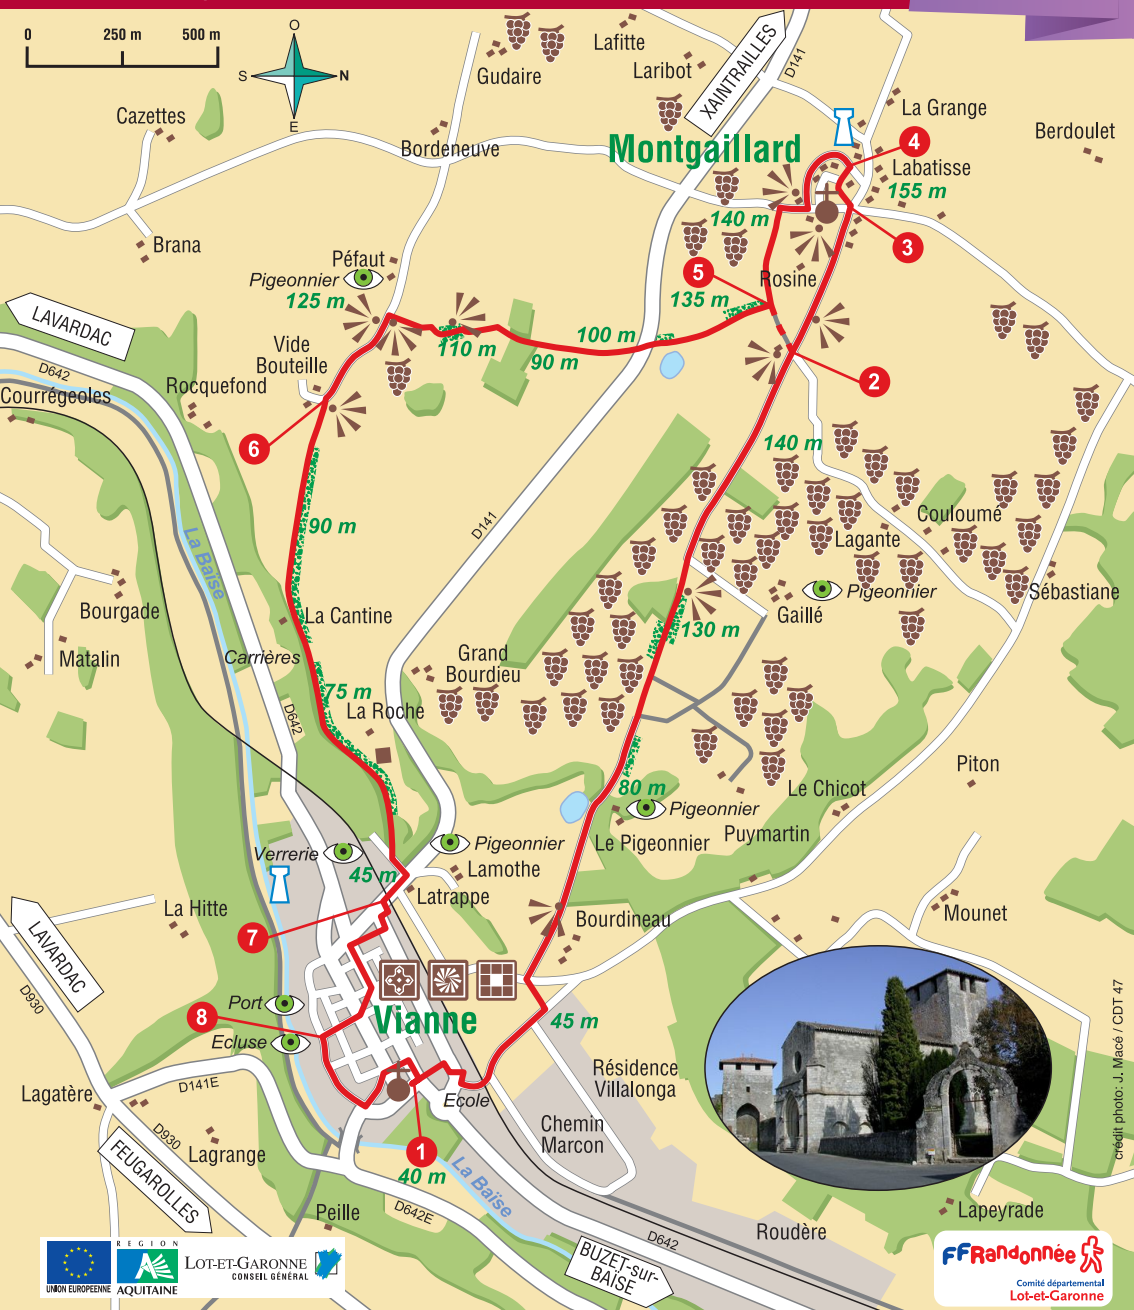 0 250 m 500 m
O
S N
E
Lafitte
Gudaire
Laribot
XAINTRAILLES
D141
La Grange
Cazettes
Berdoulet
Bordeneuve
Montgaillard
4
Labatisse
155 m
140 m
3
Brana
Péfaut
Pigeonnier
125 m
5
Rosine
135 m
LAVARDAC
100 m
110 m
90 m
Vide
Bouteille
D642
Rocquefond
2
Courrégeoles
6
140 m
90 m
D141
Couloumé
Lagante
La Baïse
Pigeonnier
Sébastiane
Bourgade
Gaillé
La Cantine
130 m
Carrières
Matalin
Grand
Bourdieu
75 m
La Roche
D642
Piton
80 m
Le Chicot
Pigeonnier
Puymartin
Le Pigeonnier
Pigeonnier
Verrerie
45 m
Lamothe
Latrappe
La Hitte
Mounet
Bourdineau
7
LAVARDAC
D930
Port
8
Vianne
45 m
Ecluse
D141E
Résidence
Villalonga
Lagatère
Ecole
Chemin
Marcon
D930
Lagrange
1
40 m
FEUGAROLLES
La Baïse
Peille
D642E
Lapeyrade
Roudère
D642
BUZET-sur-
BAÏSE
crédit photo: J. Macé / CDT 47
UNION EUROPEENNE
REGION
AQUITAINE
LOT-ET-GARONNE
CONSEIL GÉNÉRAL
FFRandonnée
Comité départemental
Lot-et-Garonne